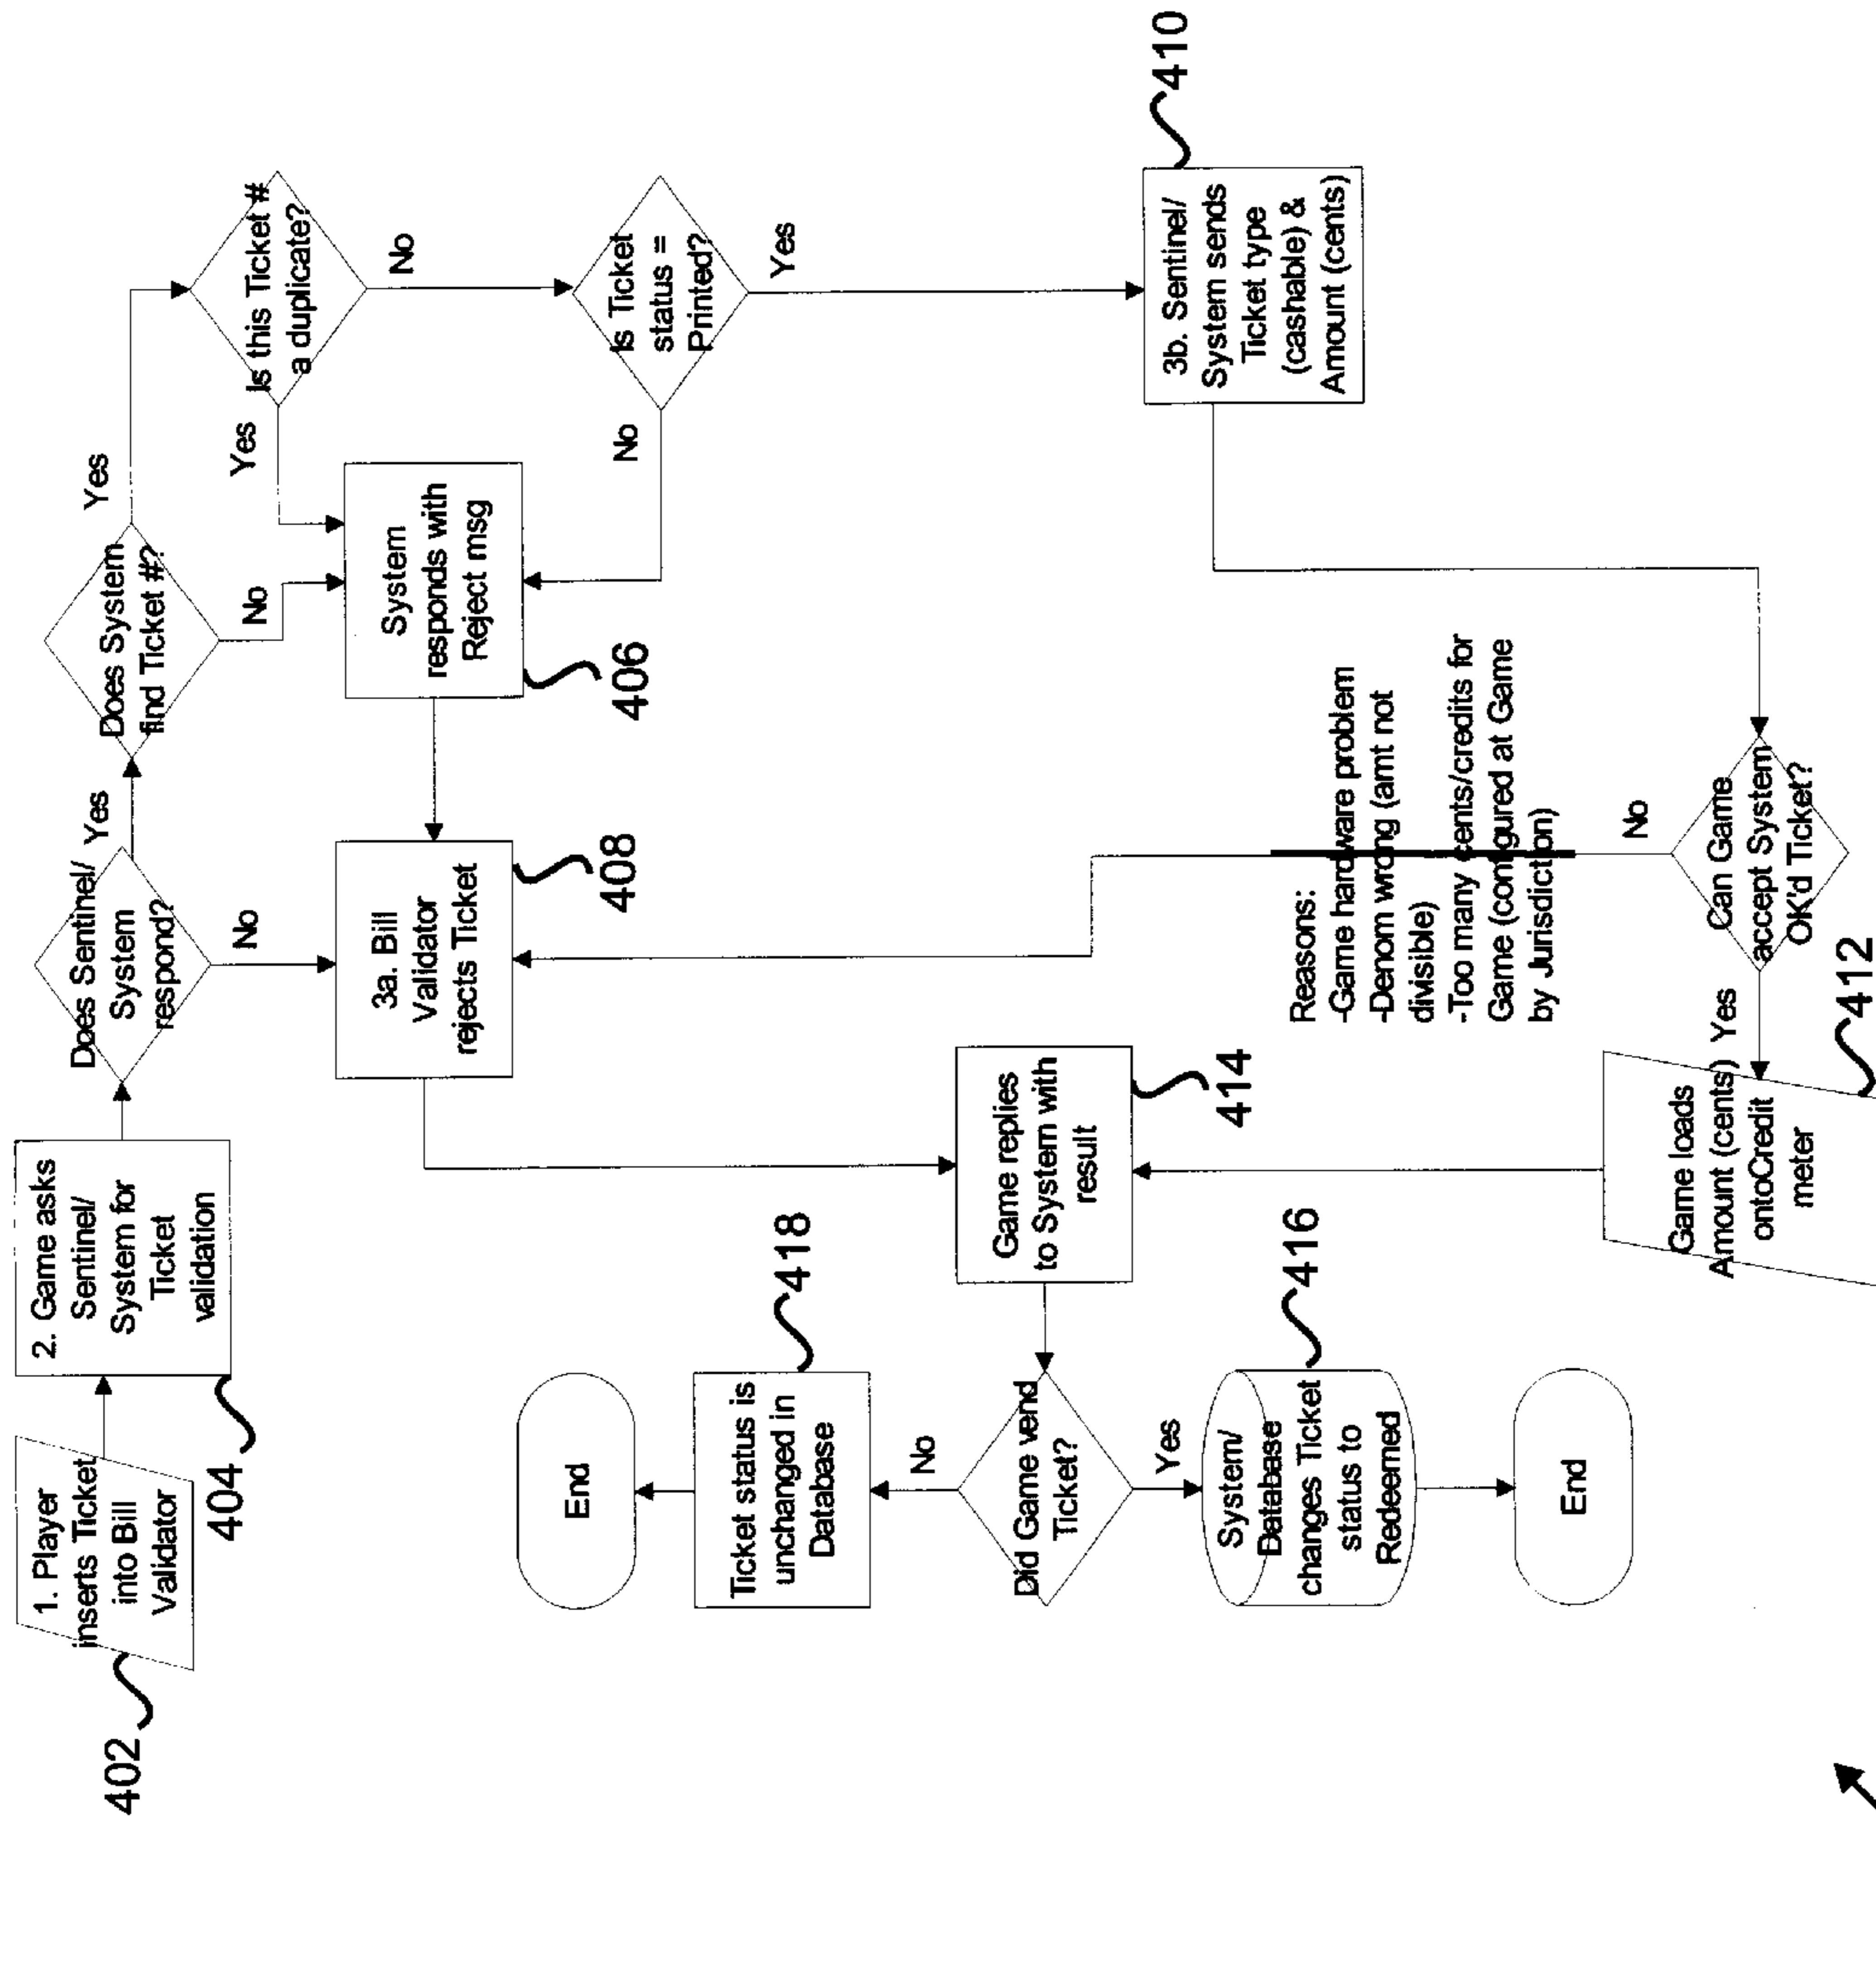 1. Player
inserts Ticket
into Bill
Validator
402
2. Game asks
Sentinel/
System for
Ticket
validation
404
Does Sentinel/
System
respond?
Yes
No
Does System
find Ticket #?
Yes
No
Is this Ticket #
a duplicate?
Yes
No
Is Ticket
status =
Printed?
No
Yes
System
responds with
Reject msg
406
3a. Bill
Validator
rejects Ticket
408
3b. Sentinel/
System sends
Ticket type
(cashable) &
Amount (cents)
410
Reasons:
-Game hardware problem
-Denom wrong (amt not
divisible)
-Too many cents/credits for
Game (configured at Game
by Jurisdiction)
Can Game
accept System
OK'd Ticket?
No
Yes
Game loads
Amount (cents)
ontoCredit
meter
412
Game replies
to System with
result
414
Did Game vend
Ticket?
No
Yes
Ticket status is
unchanged in
Database
418
End
System/
Database
changes Ticket
status to
Redeemed
416
End